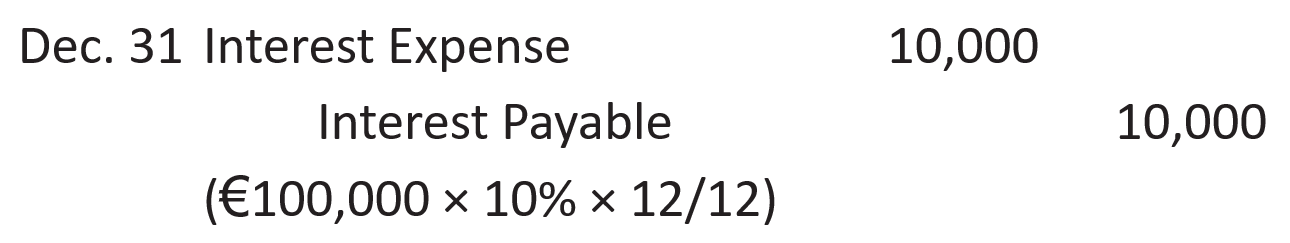 Dec. 31 Interest Expense 10,000
Interest Payable 10,000
(€100,000 × 10% × 12/12)